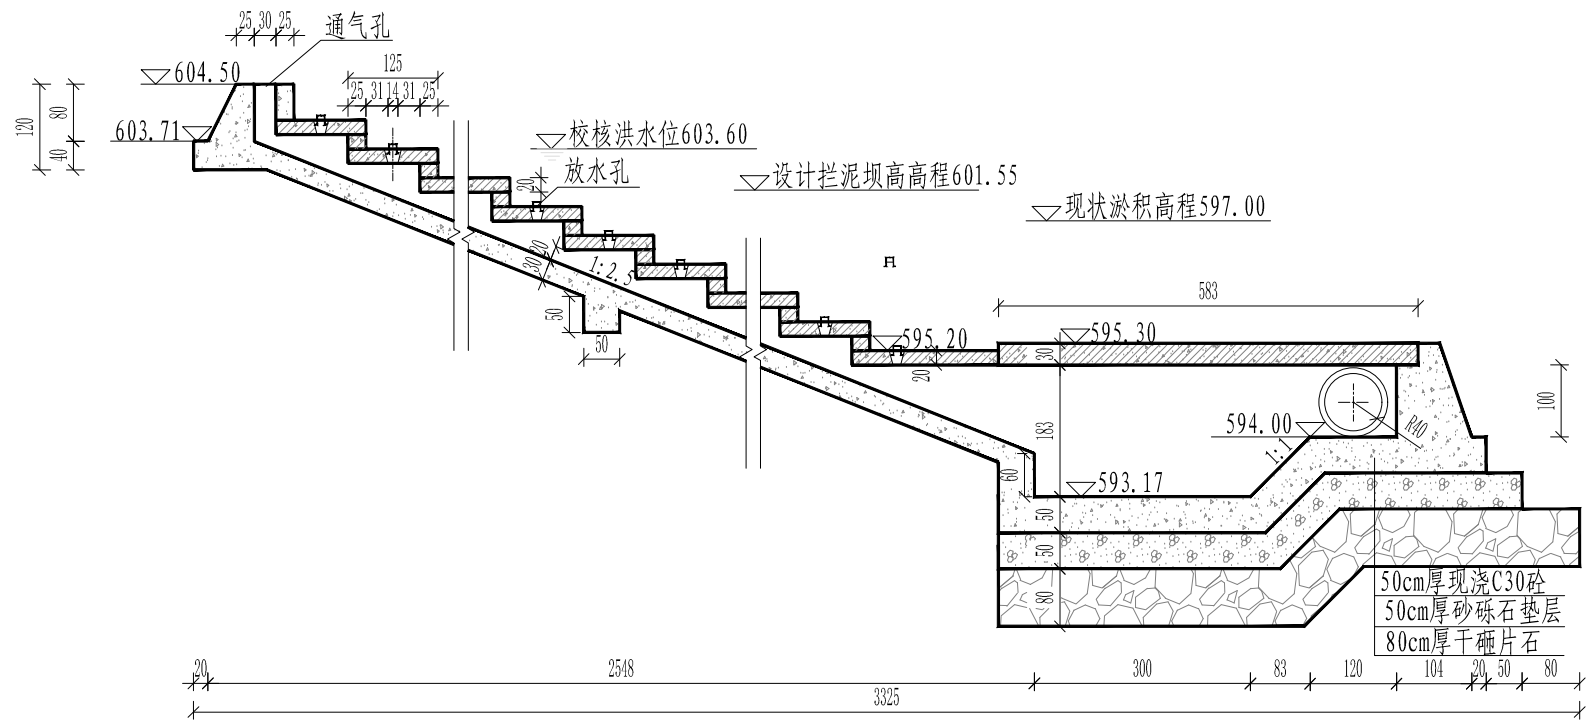 25 30 25
通气孔
604.50
125
25 31 14 31 25
120
80
40
603.71
校核洪水位603.60
放水孔
20
设计拦泥坝高高程601.55
现状淤积高程597.00
20
30
1:2.5
50
50
583
595.20
595.30
30
20
100
183
594.00
R40
1:1
60
593.17
50
50
80
50cm厚现浇C30砼
50cm厚砂砾石垫层
80cm厚干砸片石
20 2548 300 83 120 104 20 50 80
3325